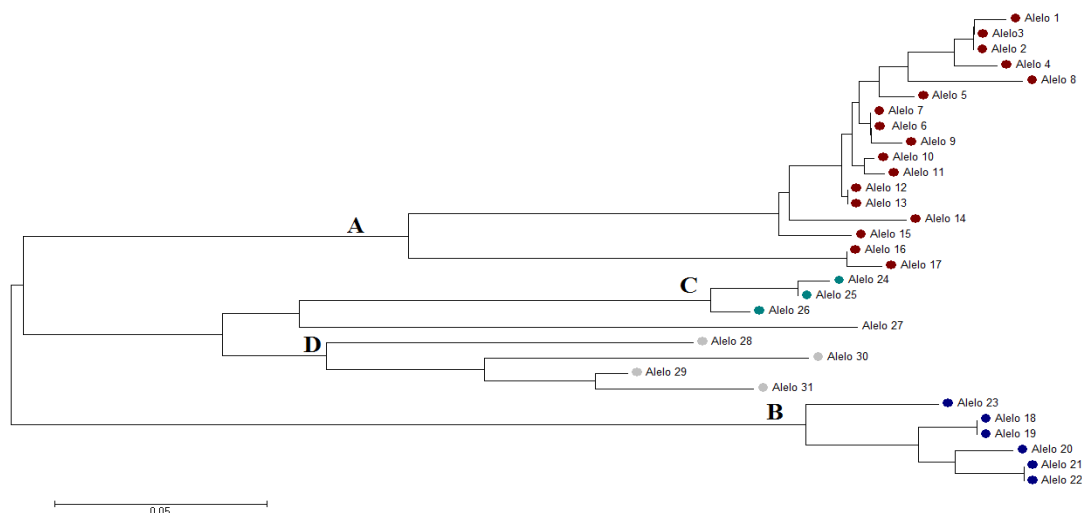 Alelo 1
Alelo3
Alelo 2
Alelo 4
Alelo 8
Alelo 5
Alelo 7
Alelo 6
Alelo 9
Alelo 10
Alelo 11
Alelo 12
Alelo 13
Alelo 14
A
Alelo 15
Alelo 16
Alelo 17
Alelo 24
C
Alelo 25
Alelo 26
Alelo 27
D
Alelo 28
Alelo 30
Alelo 29
Alelo 31
Alelo 23
B
Alelo 18
Alelo 19
Alelo 20
Alelo 21
Alelo 22
0.05